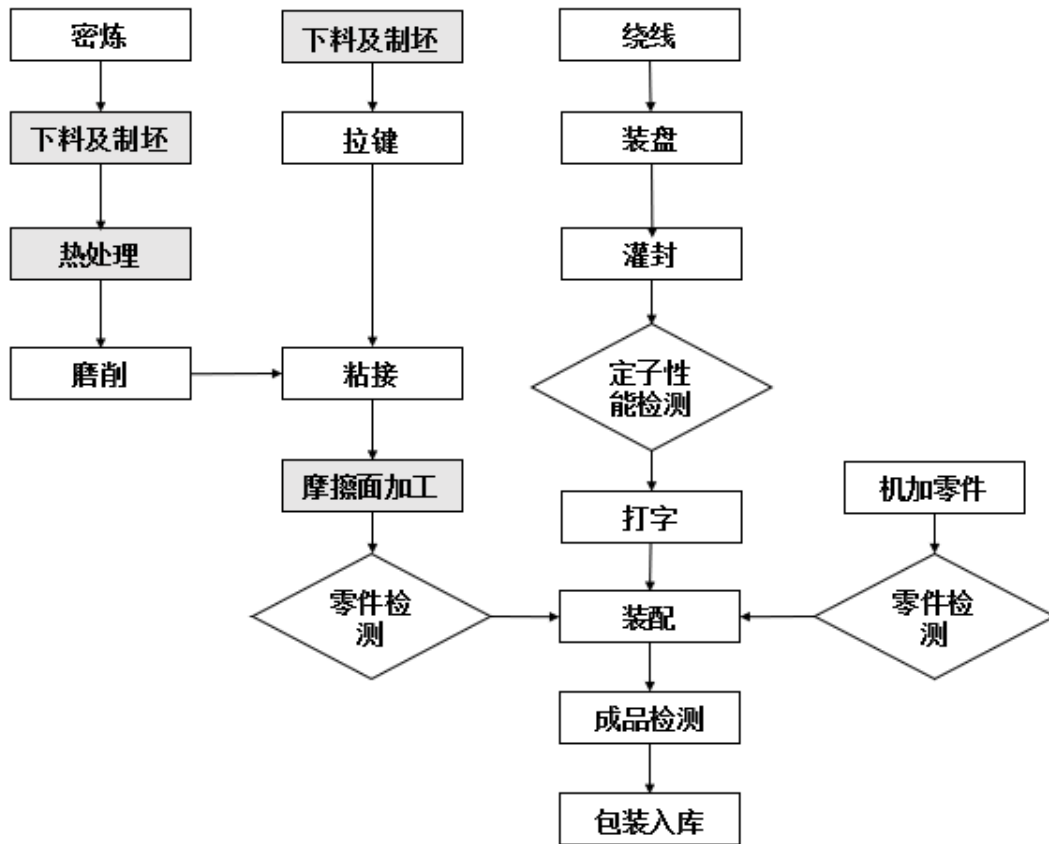 密炼
下料及制坯
绕线
下料及制坯
拉键
装盘
热处理
灌封
磨削
粘接
定子性
能检测
摩擦面加工
机加零件
打字
零件检
测
装配
零件检
测
成品检测
包装入库